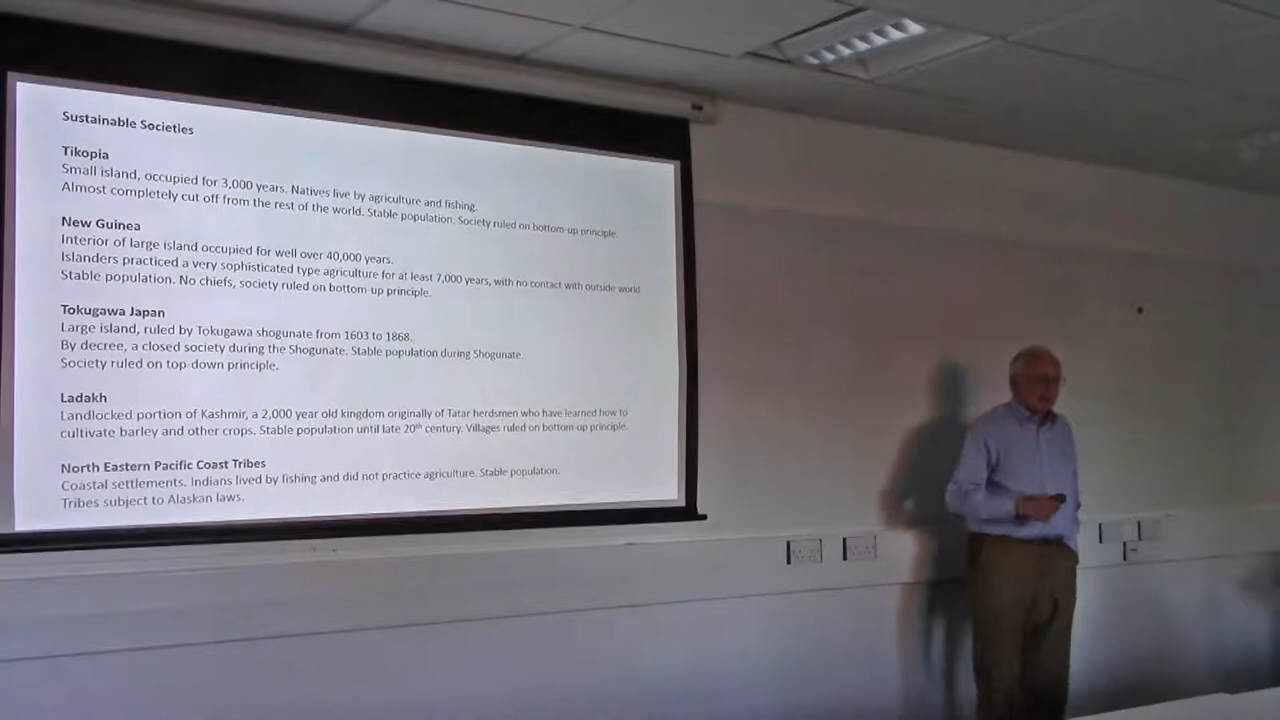 Sustainable Societies
Tikopia
Small island, occupied for 3,000 years. Natives live by agriculture and fishing.
Almost completely cut off from the rest of the world. Stable population. Society ruled on bottom-up principle.
New Guinea
Interior of large island occupied for well over 40,000 years.
Islanders practiced a very sophisticated type agriculture for at least 7,000 years, with no contact with outside world
Stable population. No chiefs, society ruled on bottom-up principle.
Tokugawa Japan
Large island, ruled by Tokugawa shogunate from 1603 to 1868.
By decree, a closed society during the Shogunate. Stable population during Shogunate.
Society ruled on top-down principle.
Ladakh
Landlocked portion of Kashmir, a 2,000 year old kingdom originally of Tatar herdsmen who have learned how to
cultivate barley and other crops. Stable population until late 20th century. Villages ruled on bottom-up principle.
North Eastern Pacific Coast Tribes
Coastal settlements. Indians lived by fishing and did not practice agriculture. Stable population.
Tribes subject to Alaskan laws.